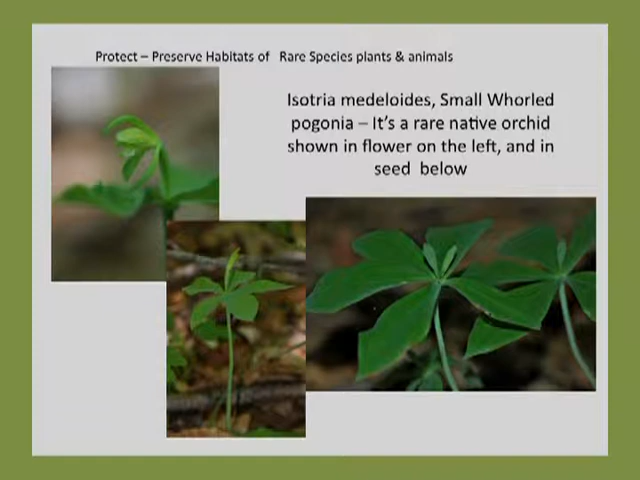 Protect – Preserve Habitats of Rare Species plants & animals
Isotria medeloides, Small Whorled
pogonia – It's a rare native orchid
shown in flower on the left, and in
seed below